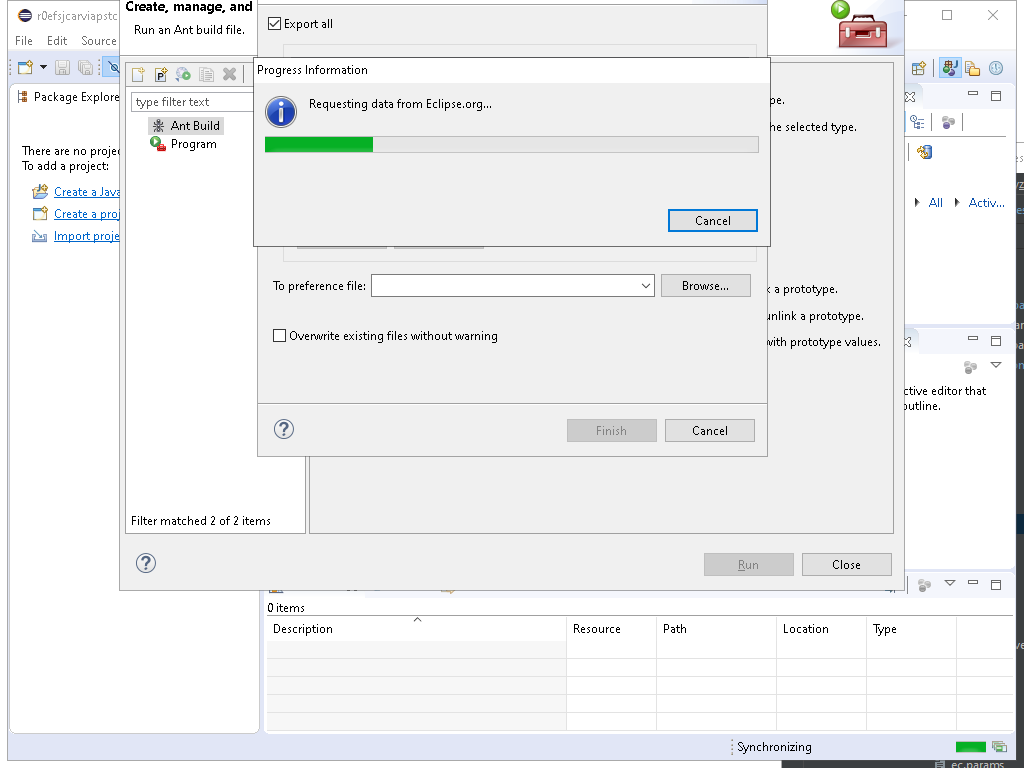 r0efsjcarviapstc
Create, manage, and
Run an Ant build file.
File Edit Source
Export all
Progress Information
Requesting data from Eclipse.org...
Cancel
Package Explore
type filter text
Ant Build
Program
There are no projec
To add a project:
Create a Java
Create a proj
Import proje
pe.
he selected type.
All
Activ...
To preference file:
Browse...
k a prototype.
unlink a prototype.
with prototype values.
Overwrite existing files without warning
ctive editor that
outline.
Finish
Cancel
Filter matched 2 of 2 items
Run
Close
0 items
Description Resource Path Location Type
Synchronizing
ec.params